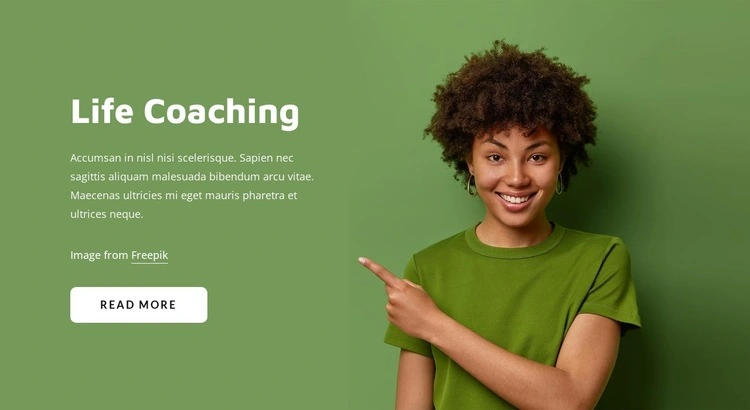 Life Coaching
Accumsan in nisl nisi scelerisque. Sapien nec
sagittis aliquam malesuada bibendum arcu vitae.
Maecenas ultricies mi eget mauris pharetra et
ultrices neque.
Image from Freepik
READ MORE